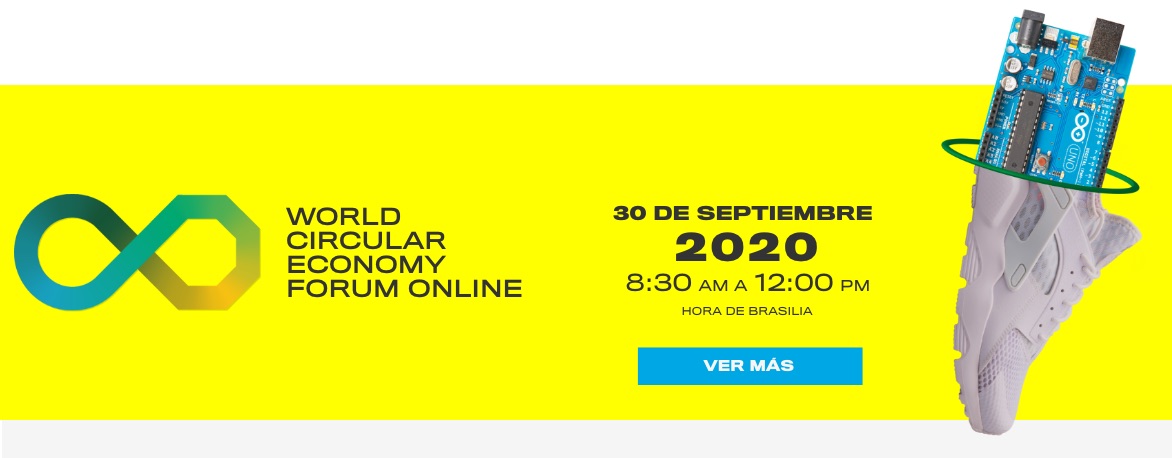 WORLD
CIRCULAR
ECONOMY
FORUM ONLINE
30 DE SEPTIEMBRE
2020
8:30 AM A 12:00 PM
HORA DE BRASILIA
VER MÁS
UNO